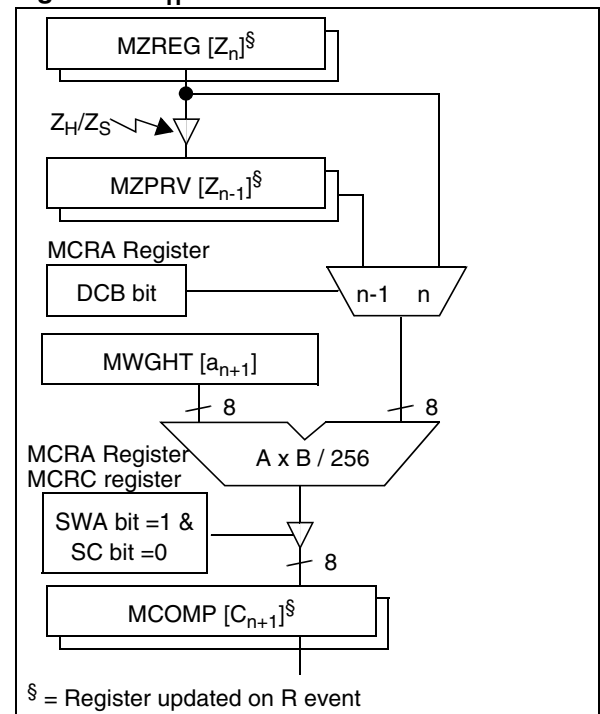 MZREG [Zn]§
ZH/ZS
MZPRV [Zn-1]§
MCRA Register
DCB bit
n-1 n
MWGHT [an+1]
8 8
A x B / 256
MCRA Register
MCRC register
SWA bit =1 &
SC bit =0
8
MCOMP [Cn+1]§
§ = Register updated on R event